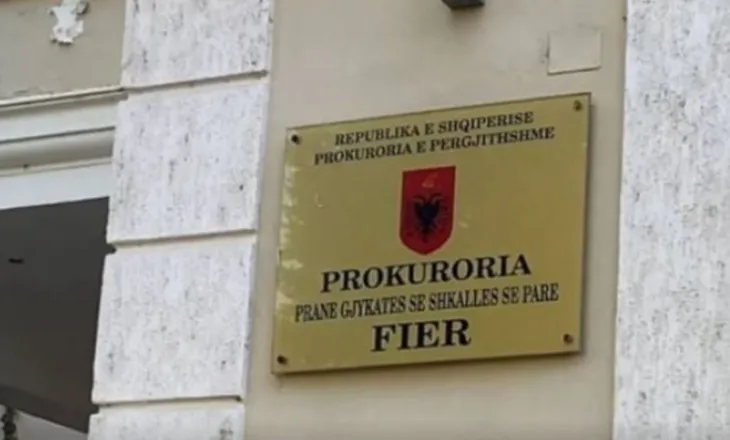 REPUBLIKA E SHQIPERISE
PROKURORIA E PERGJITHSHME
PROKURORIA
PRANE GJYKATES SE SHKALLES SE PARE
FIER